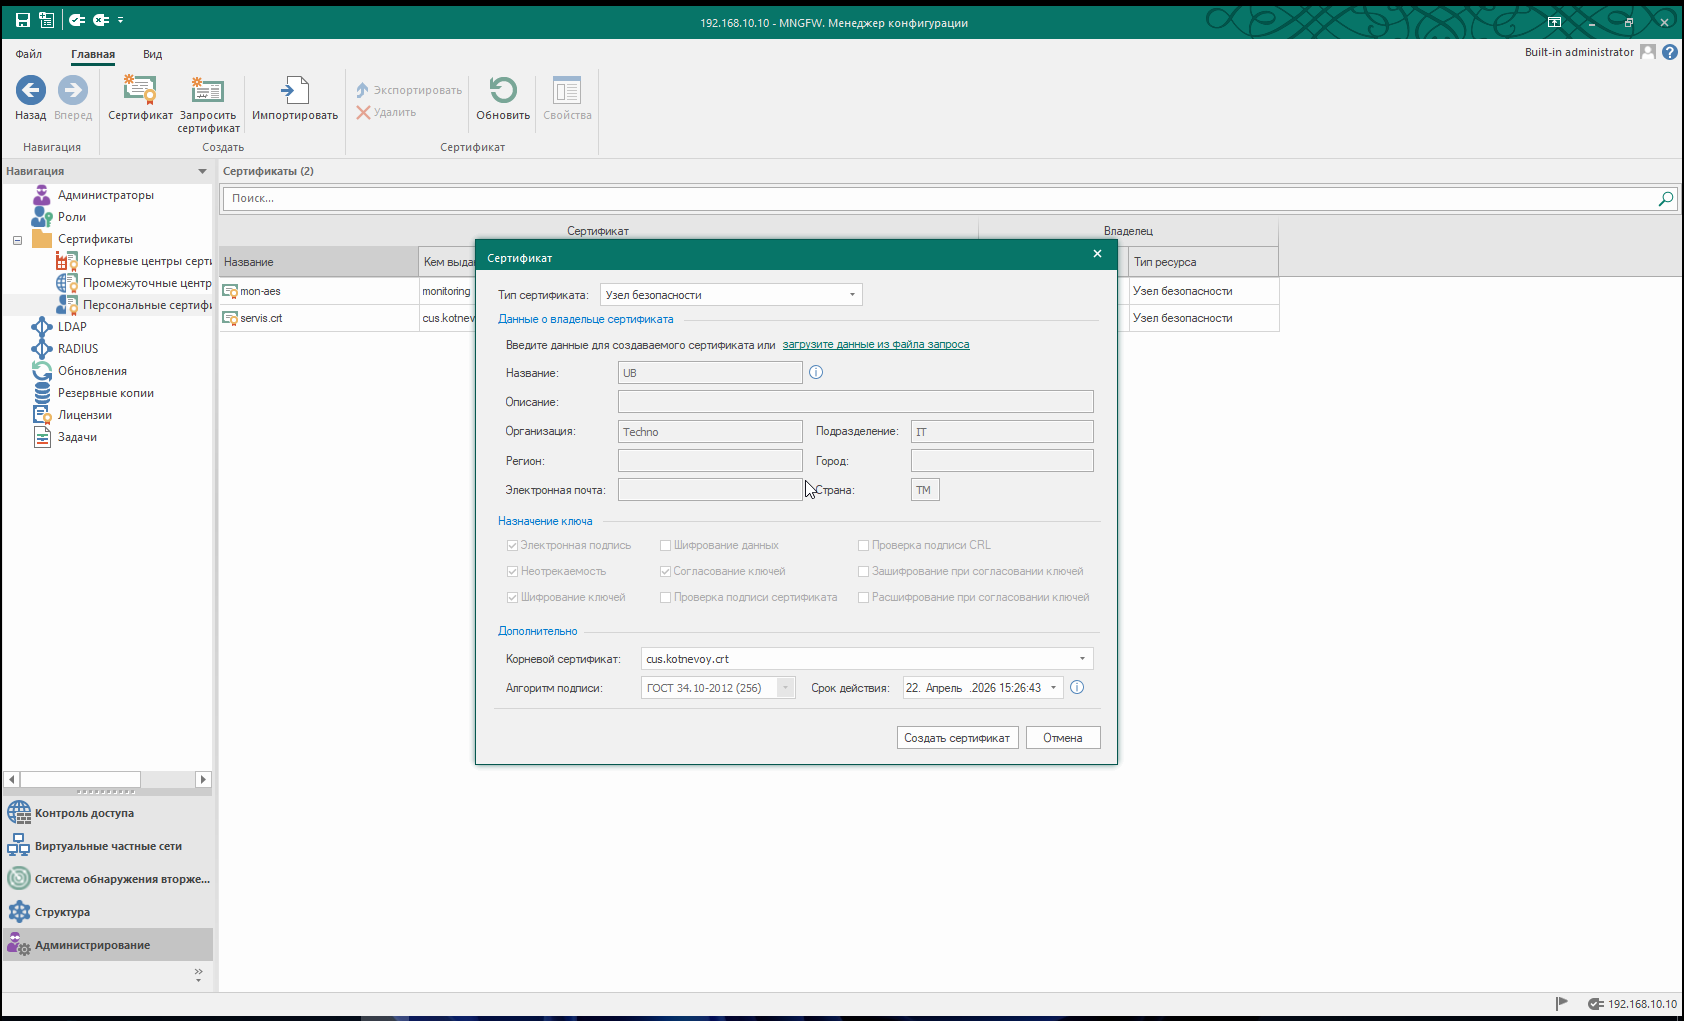 192.168.10.10 - MNGFW. Менеджер конфигурации
Файл
Главная
Вид
Built-in administrator
Назад
Вперед
Сертификат
Запросить сертификат
Импортировать
Экспортировать
Удалить
Обновить
Свойства
Навигация
Создать
Сертификат
Навигация
Администраторы
Роли
Сертификаты
Корневые центры серти
Промежуточные центр
Персональные сертифи
LDAP
RADIUS
Обновления
Резервные копии
Лицензии
Задачи
Контроль доступа
Виртуальные частные сети
Система обнаружения вторже...
Структура
Администрирование
Сертификаты (2)
Поиск...
Сертификат
Владелец
Название
Кем выда
Тип ресурса
mon-aes
monitoring
Узел безопасности
servis.crt
cus.kotnev
Узел безопасности
Сертификат
Тип сертификата: Узел безопасности
Данные о владельце сертификата
Введите данные для создаваемого сертификата или загрузите данные из файла запроса
Название: UB
Описание:
Организация: Techno
Подразделение: IT
Регион:
Город:
Электронная почта:
Страна: TM
Назначение ключа
Электронная подпись
Шифрование данных
Проверка подписи CRL
Неотрекаемость
Согласование ключей
Зашифрование при согласовании ключей
Шифрование ключей
Проверка подписи сертификата
Расшифрование при согласовании ключей
Дополнительно
Корневой сертификат: cus.kotnevoy.crt
Алгоритм подписи: ГОСТ 34.10-2012 (256)
Срок действия: 22. Апрель .2026 15:26:43
Создать сертификат
Отмена
192.168.10.10